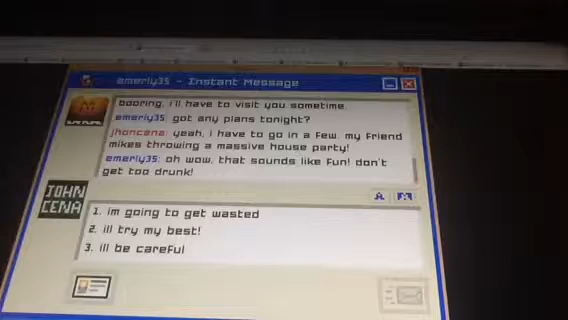 emerly35 - Instant Message
booring, i'll have to visit you sometime.
emerly35: got any plans tonight?
jhoncena: yeah, i have to go in a few. my friend
mikes throwing a massive house party!
emerly35: oh wow, that sounds like fun! don't
get too drunk!
JOHN
CENA
1. im going to get wasted
2. ill try my best!
3. ill be careful